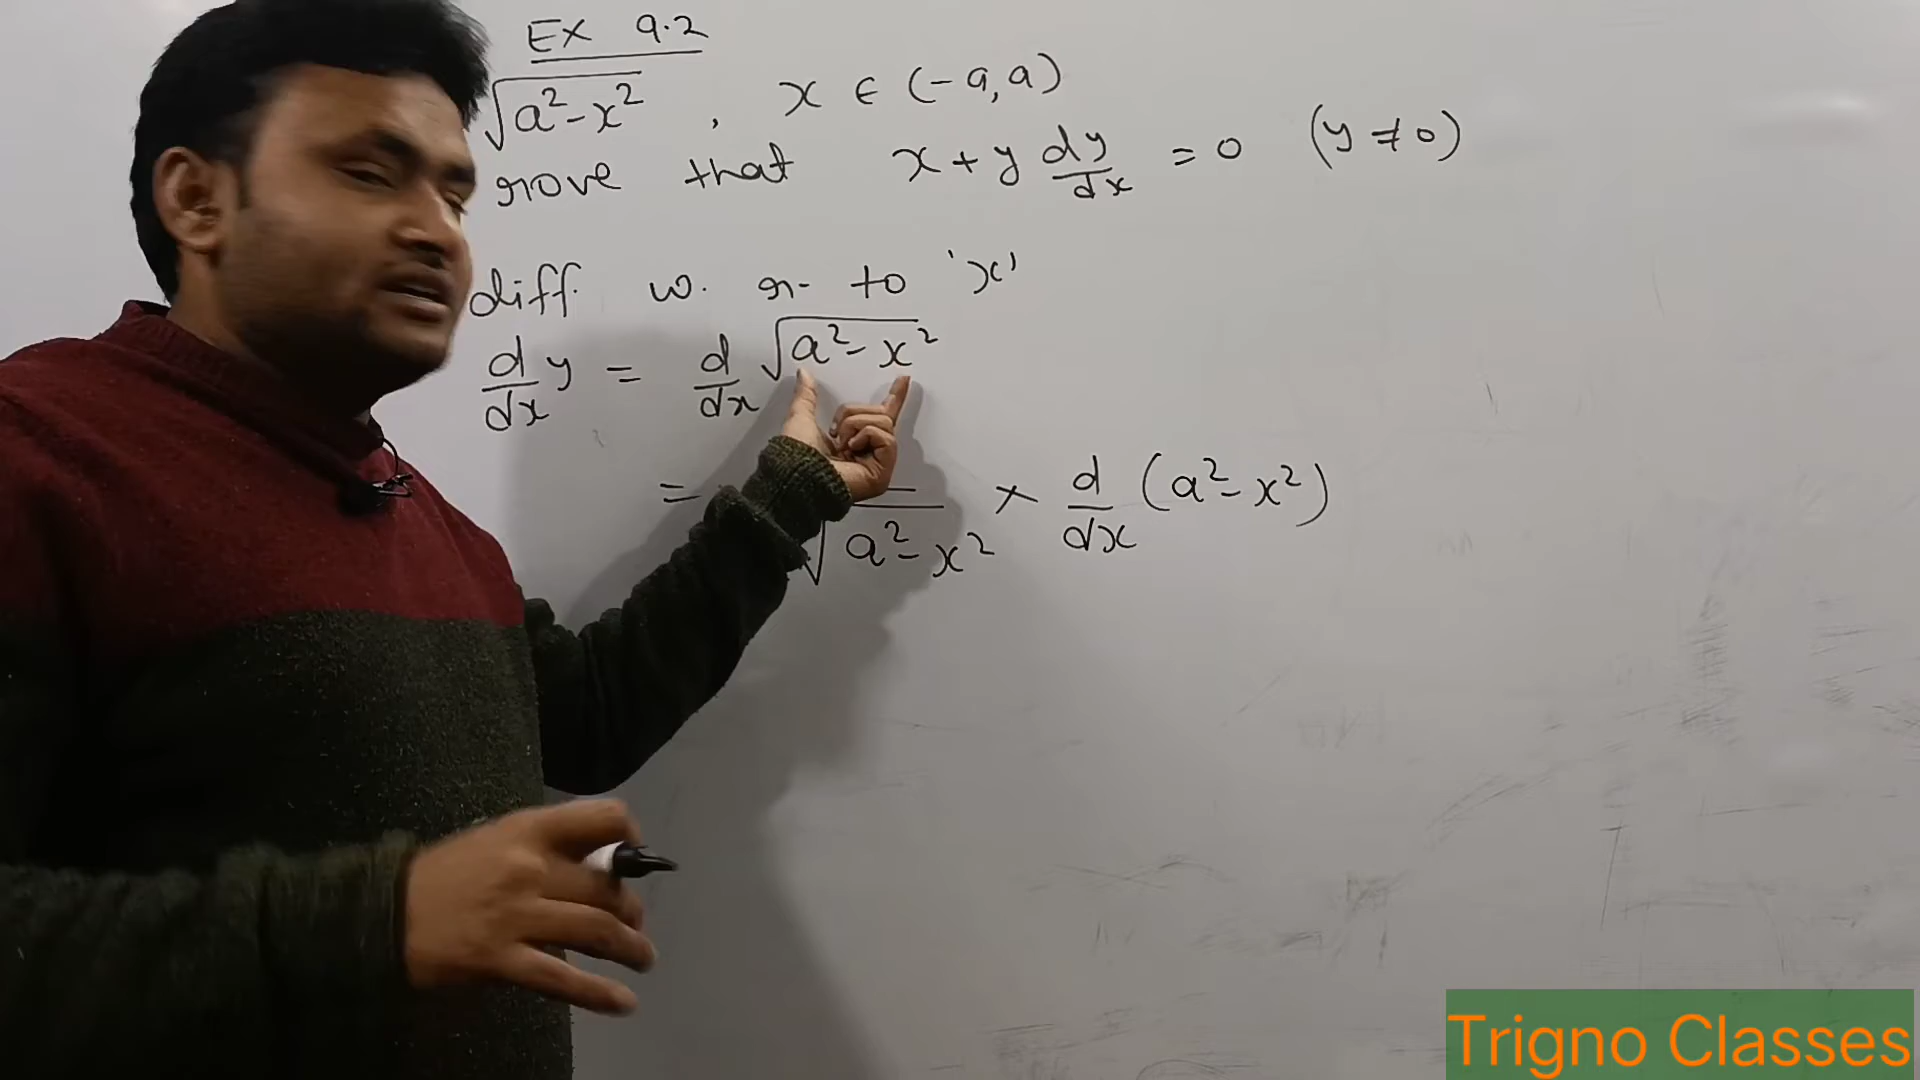 EX 9.2
√a²-x² , x ∈ (-a, a)
rove that x + y dy/dx = 0 (y ≠ 0)
diff. w. r. to 'x'
d/dx y = d/dx √a²-x²
= √a²-x² × d/dx (a²-x²)
Trigno Classes